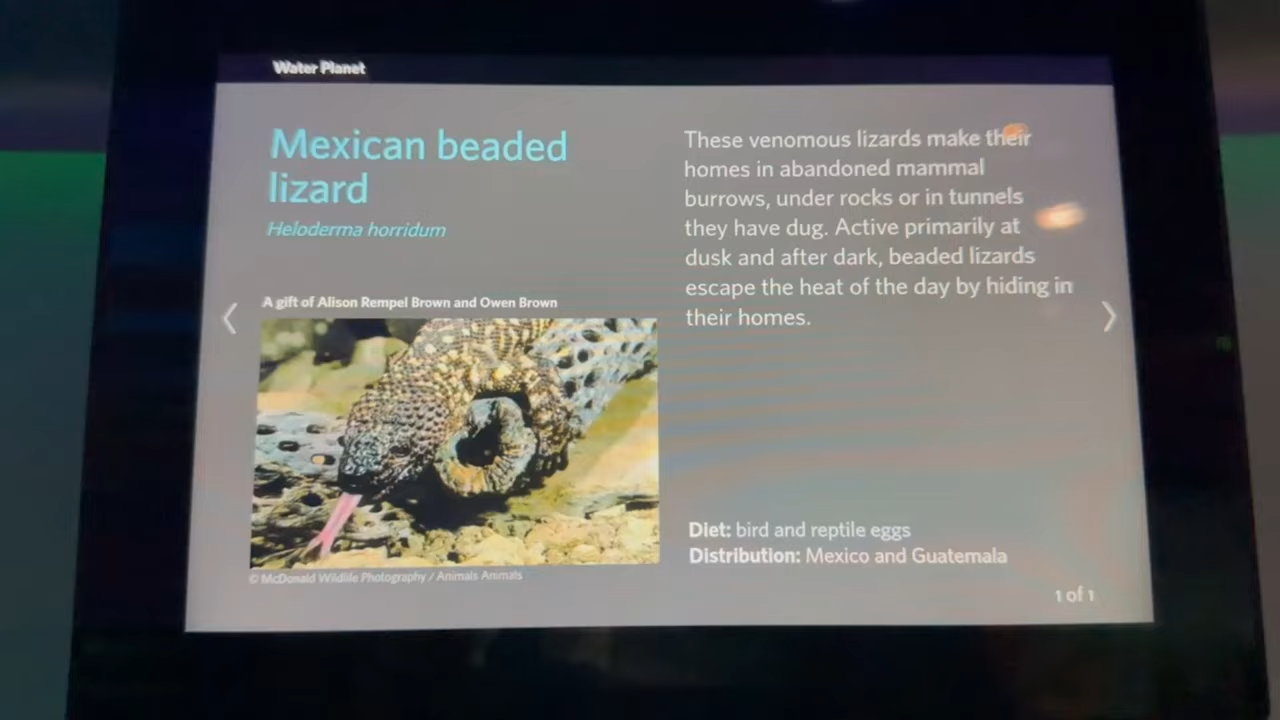 Water Planet
Mexican beaded
lizard
Heloderma horridum
A gift of Alison Rempel Brown and Owen Brown
© McDonald Wildlife Photography / Animals Animals
These venomous lizards make their
homes in abandoned mammal
burrows, under rocks or in tunnels
they have dug. Active primarily at
dusk and after dark, beaded lizards
escape the heat of the day by hiding in
their homes.
Diet: bird and reptile eggs
Distribution: Mexico and Guatemala
1 of 1